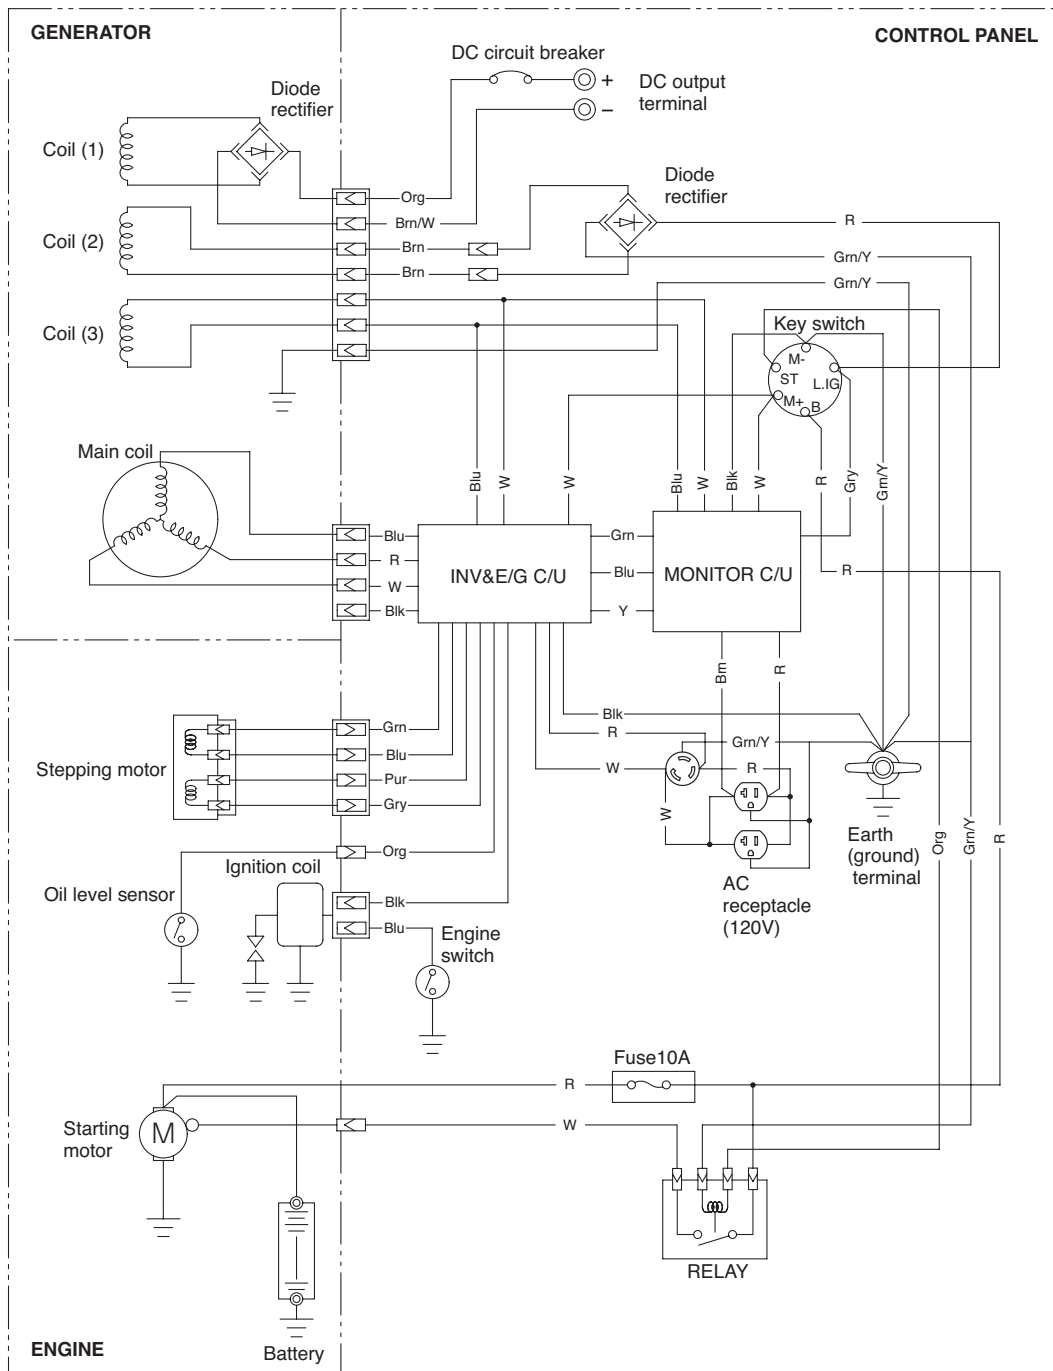 GENERATOR
CONTROL PANEL
DC circuit breaker
+
DC output
terminal
−
Diode
rectifier
Coil (1)
Diode
rectifier
Org
Brn/W
R
Coil (2)
Brn
Brn
Grn/Y
Grn/Y
Coil (3)
Key switch
M-
ST
L.IG
M+
B
Main coil
Blu
W
W
Blu
W
Blk
W
R
Gry
Grn/Y
Blu
R
W
Blk
INV&E/G C/U
Grn
Blu
Y
MONITOR C/U
R
Brn
R
Stepping motor
Grn
Blu
Pur
Gry
Blk
R
Grn/Y
W
R
W
Earth
(ground)
terminal
Org
Grn/Y
R
Org
Oil level sensor
Ignition coil
Blk
Blu
Engine
switch
AC
receptacle
(120V)
Fuse10A
R
W
Starting
motor
M
RELAY
Battery
ENGINE